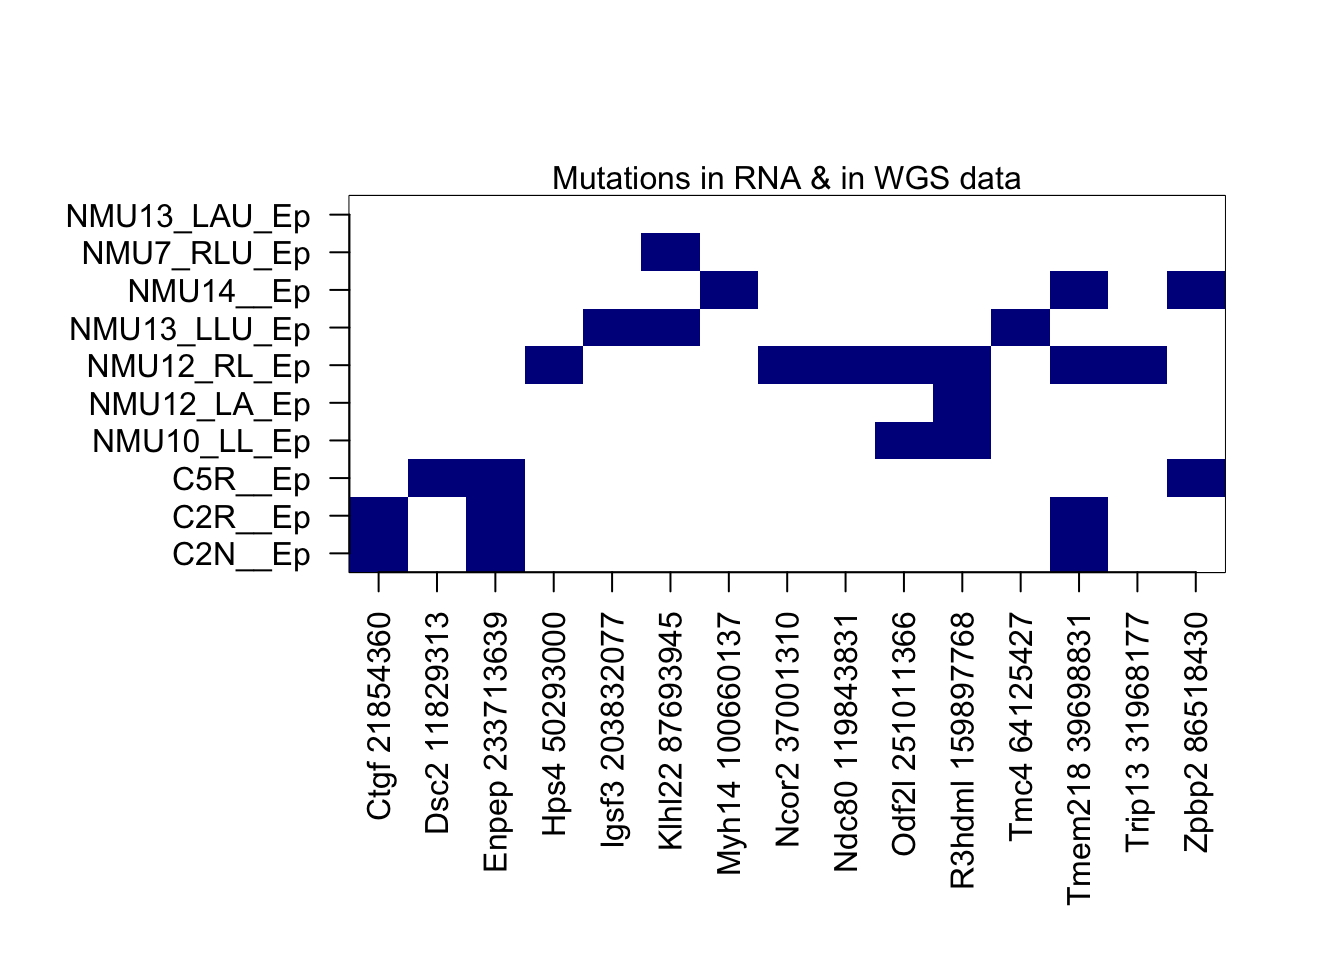 Mutations in RNA & in WGS data
NMU13_LAU_Ep
NMU7_RLU_Ep
NMU14__Ep
NMU13_LLU_Ep
NMU12_RL_Ep
NMU12_LA_Ep
NMU10_LL_Ep
C5R__Ep
C2R__Ep
C2N__Ep
Ctgf 21854360
Dsc2 11829313
Enpep 233713639
Hps4 50293000
Igsf3 203832077
Klhl22 87693945
Myh14 100660137
Ncor2 37001310
Ndc80 119843831
Odf2l 251011366
R3hdml 159897768
Tmc4 64125427
Tmem218 39698831
Trip13 31968177
Zpbp2 86518430